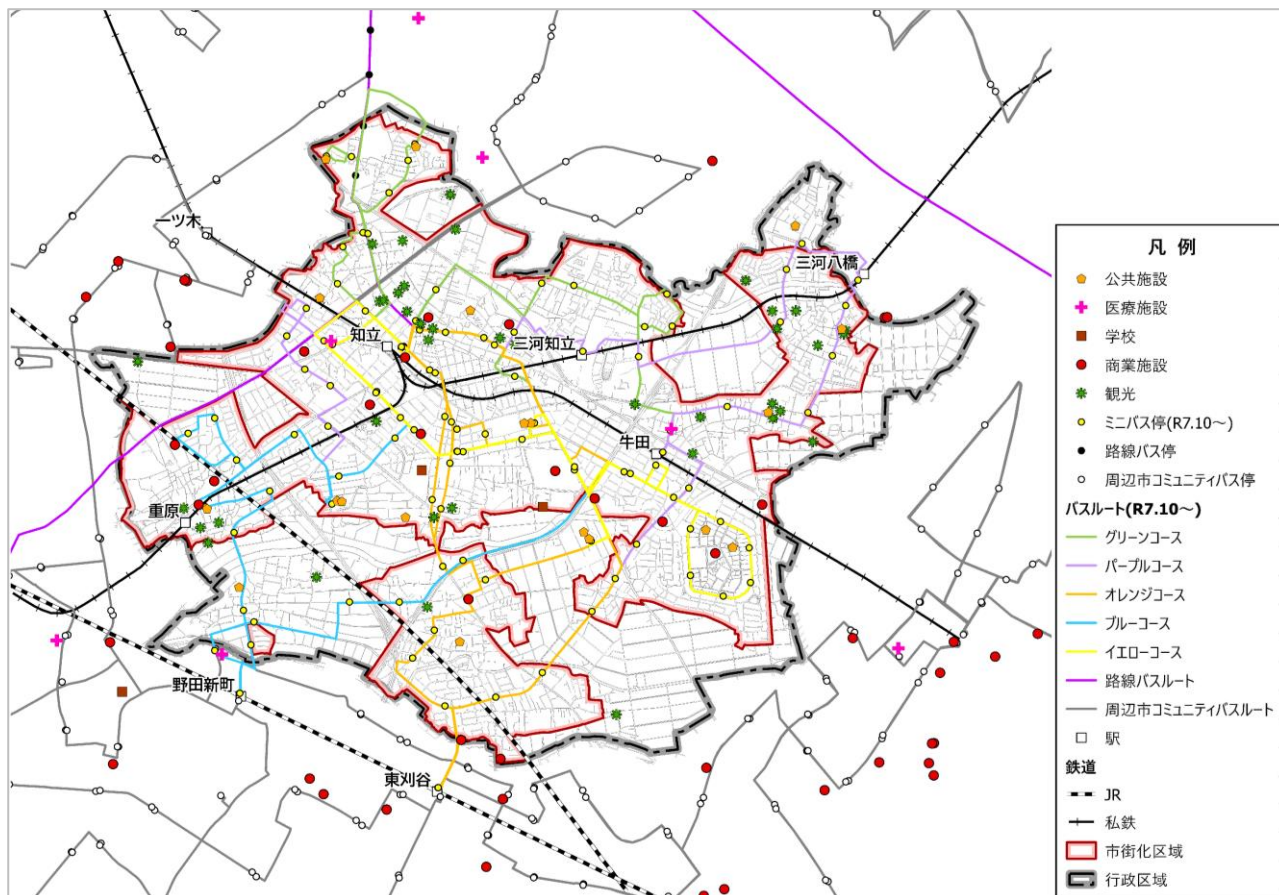 一ツ木
三河八橋
知立
三河知立
牛田
重原
野田新町
東刈谷
凡 例
公共施設
医療施設
学校
商業施設
観光
ミニバス停(R7.10～)
路線バス停
周辺市コミュニティバス停
バスルート(R7.10～)
グリーンコース
パープルコース
オレンジコース
ブルーコース
イエローコース
路線バスルート
周辺市コミュニティバスルート
駅
鉄道
JR
私鉄
市街化区域
行政区域